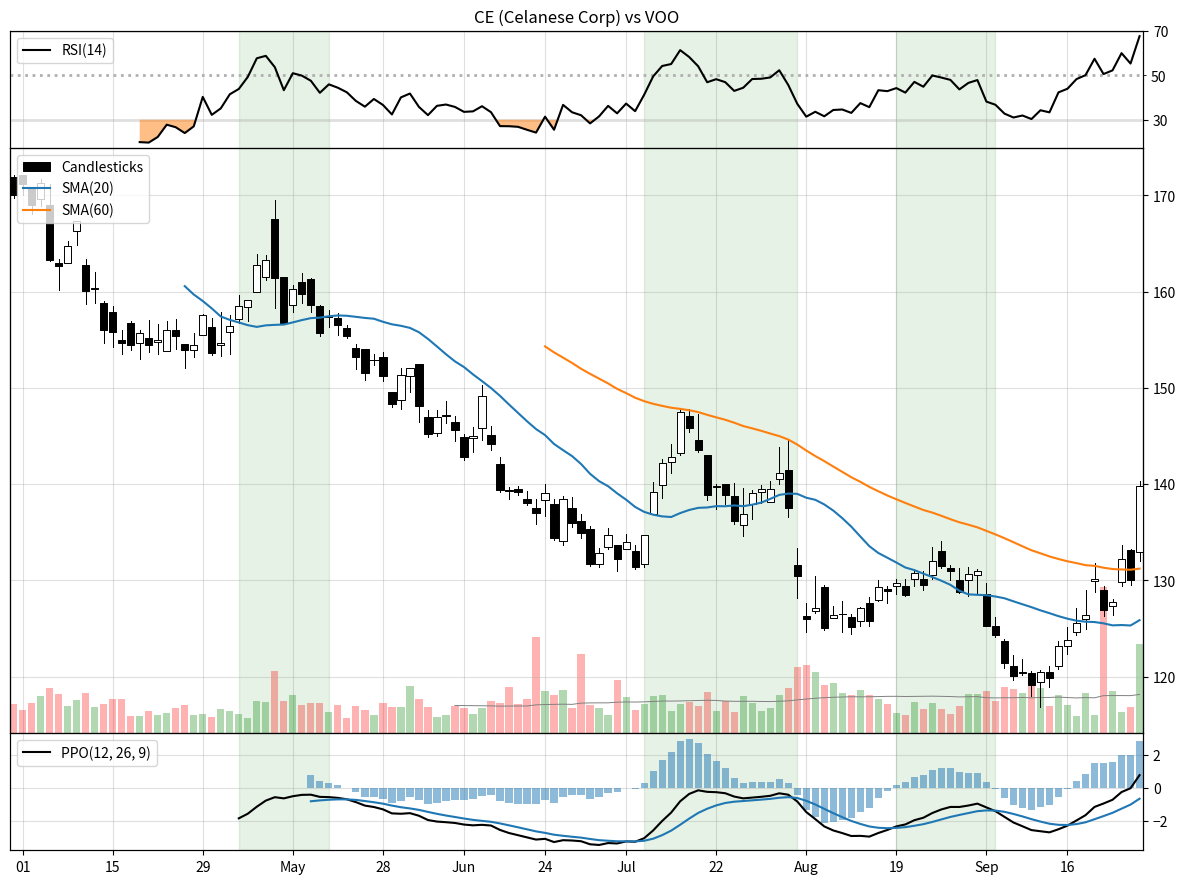 CE (Celanese Corp) vs VOO
RSI(14)
70
50
30
Candlesticks
SMA(20)
SMA(60)
170
160
150
140
130
120
PPO(12, 26, 9)
2
0
−2
01 15 29 May 28 Jun 24 Jul 22 Aug 19 Sep 16